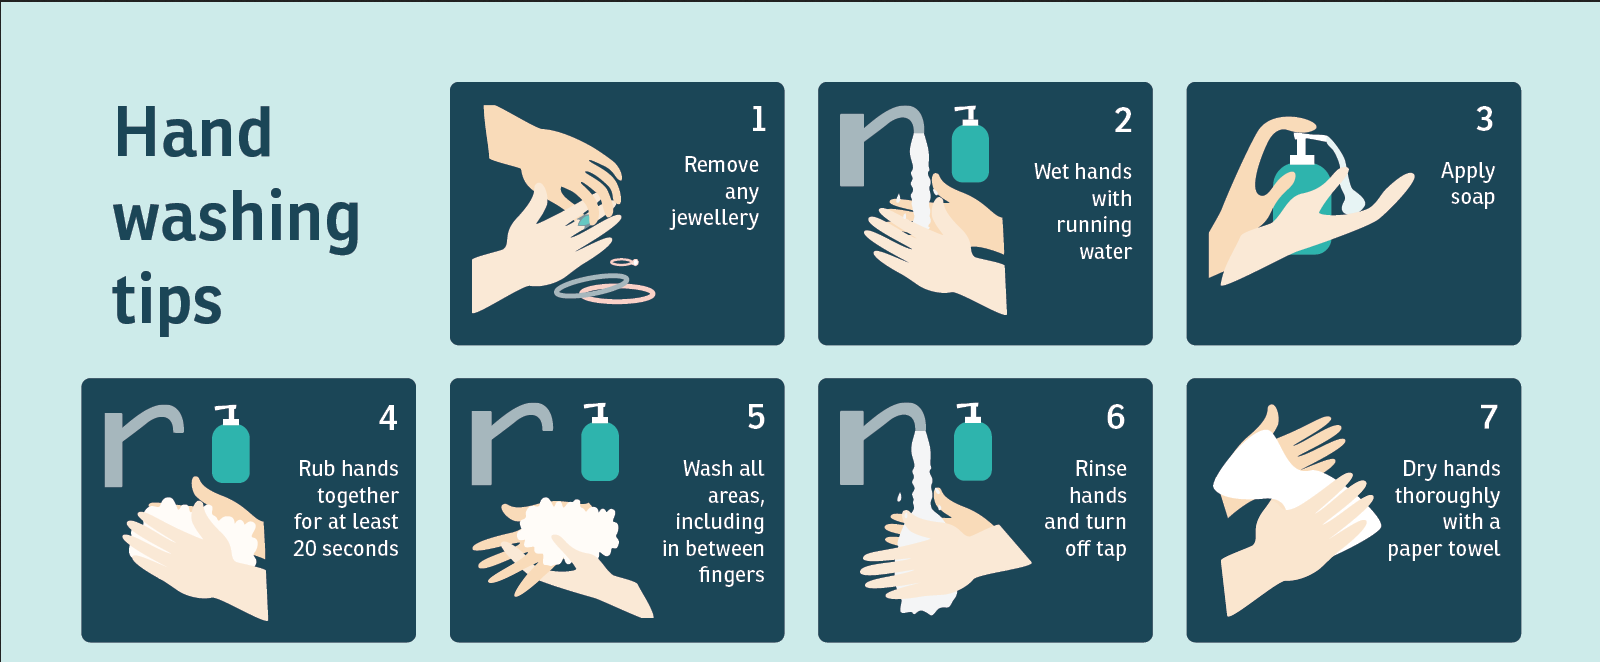 Hand
washing
tips
1
Remove
any
jewellery
2
Wet hands
with
running
water
3
Apply
soap
4
Rub hands
together
for at least
20 seconds
5
Wash all
areas,
including
in between
fingers
6
Rinse
hands
and turn
off tap
7
Dry hands
thoroughly
with a
paper towel